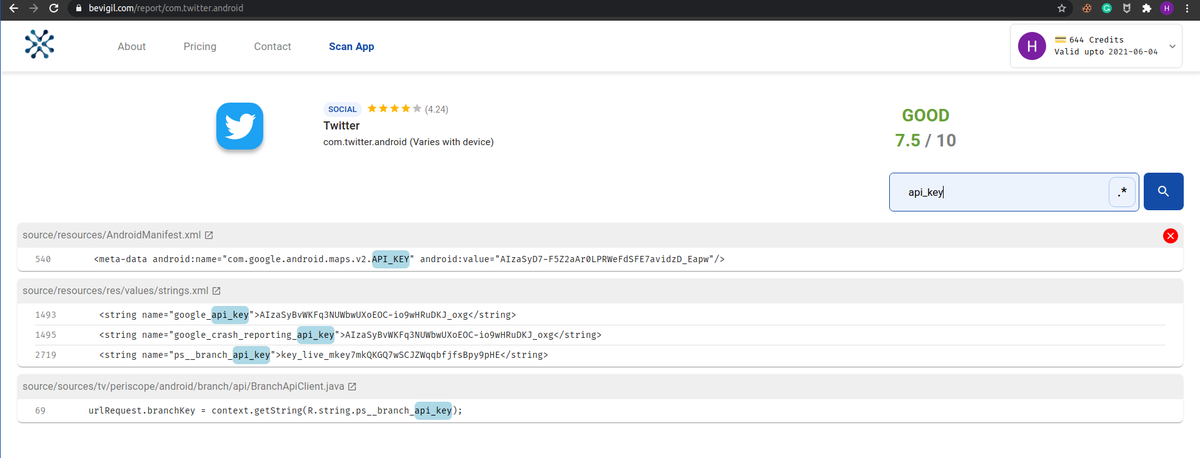 bevigil.com/report/com.twitter.android
H
About Pricing Contact Scan App
H
644 Credits
Valid upto 2021-06-04
SOCIAL (4.24)
Twitter
com.twitter.android (Varies with device)
GOOD
7.5 / 10
api_key .*
source/resources/AndroidManifest.xml
540 <meta-data android:name="com.google.android.maps.v2.API_KEY" android:value="AIzaSyD7-F5Z2aAr0LPRWeFdSFE7avidzD_Eapw"/>
source/resources/res/values/strings.xml
1493 <string name="google_api_key">AIzaSyBvWKFq3NUWbwUXoEOC-io9wHRuDKJ_oxg</string>
1495 <string name="google_crash_reporting_api_key">AIzaSyBvWKFq3NUWbwUXoEOC-io9wHRuDKJ_oxg</string>
2719 <string name="ps__branch_api_key">key_live_mkey7mkQKGQ7wSCJZWqqbfjfsBpy9pHE</string>
source/sources/tv/periscope/android/branch/api/BranchApiClient.java
69 urlRequest.branchKey = context.getString(R.string.ps__branch_api_key);